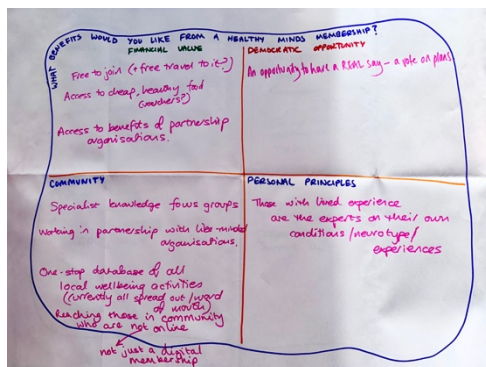 WHAT BENEFITS WOULD YOU LIKE FROM A HEALTHY MINDS MEMBERSHIP?
FINANCIAL VALUE
Free to join (+ free travel to it?)
Access to cheap, healthy food
(vouchers?)
Access to benefits of partnership
organisations.
DEMOCRATIC OPPORTUNITY
An opportunity to have a REAL say - a vote on plans
COMMUNITY
Specialist knowledge focus groups
Working in partnership with like-minded
organisations.
One-stop database of all
local wellbeing activities
(currently all spread out/word
of mouth)
Reaching those in community
who are not online
not just a digital
membership
PERSONAL PRINCIPLES
Those with lived experience
are the experts on their own
conditions/neurotype/
experiences